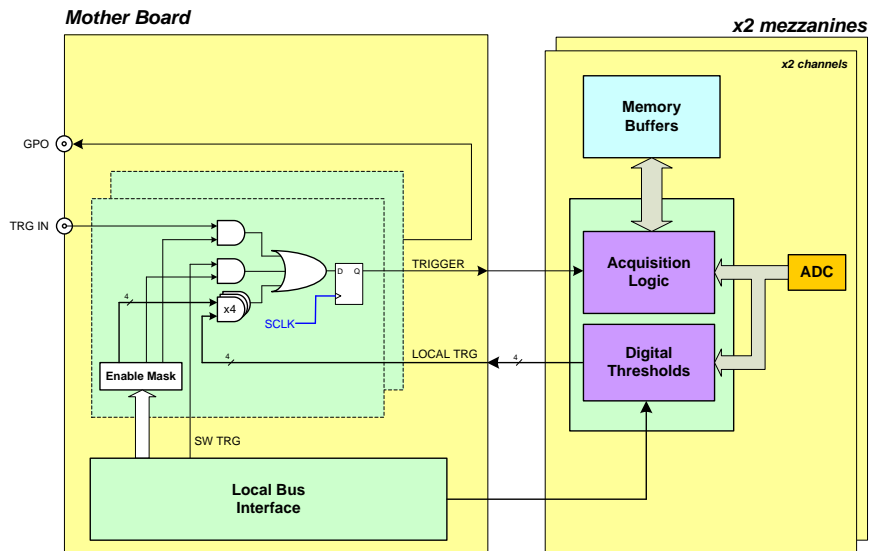 Mother Board
x2 mezzanines
x2 channels
Memory
Buffers
GPO
TRG IN
D Q
TRIGGER
Acquisition
Logic
ADC
4
x4
SCLK
4
LOCAL TRG
4
Digital
Thresholds
Enable Mask
SW TRG
Local Bus
Interface